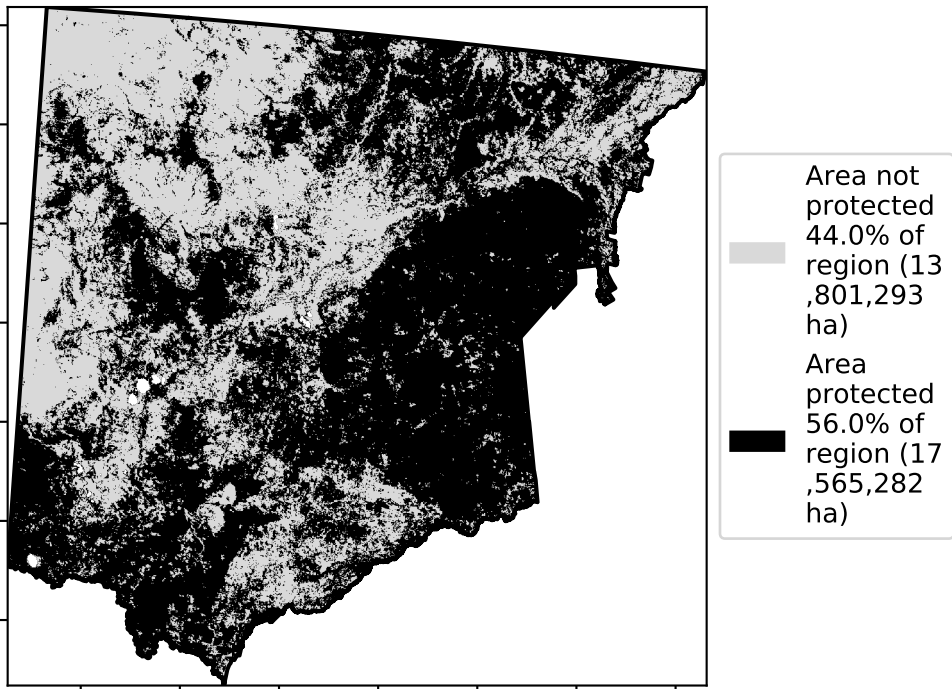 Area not
protected
44.0% of
region (13
,801,293
ha)
Area
protected
56.0% of
region (17
,565,282
ha)